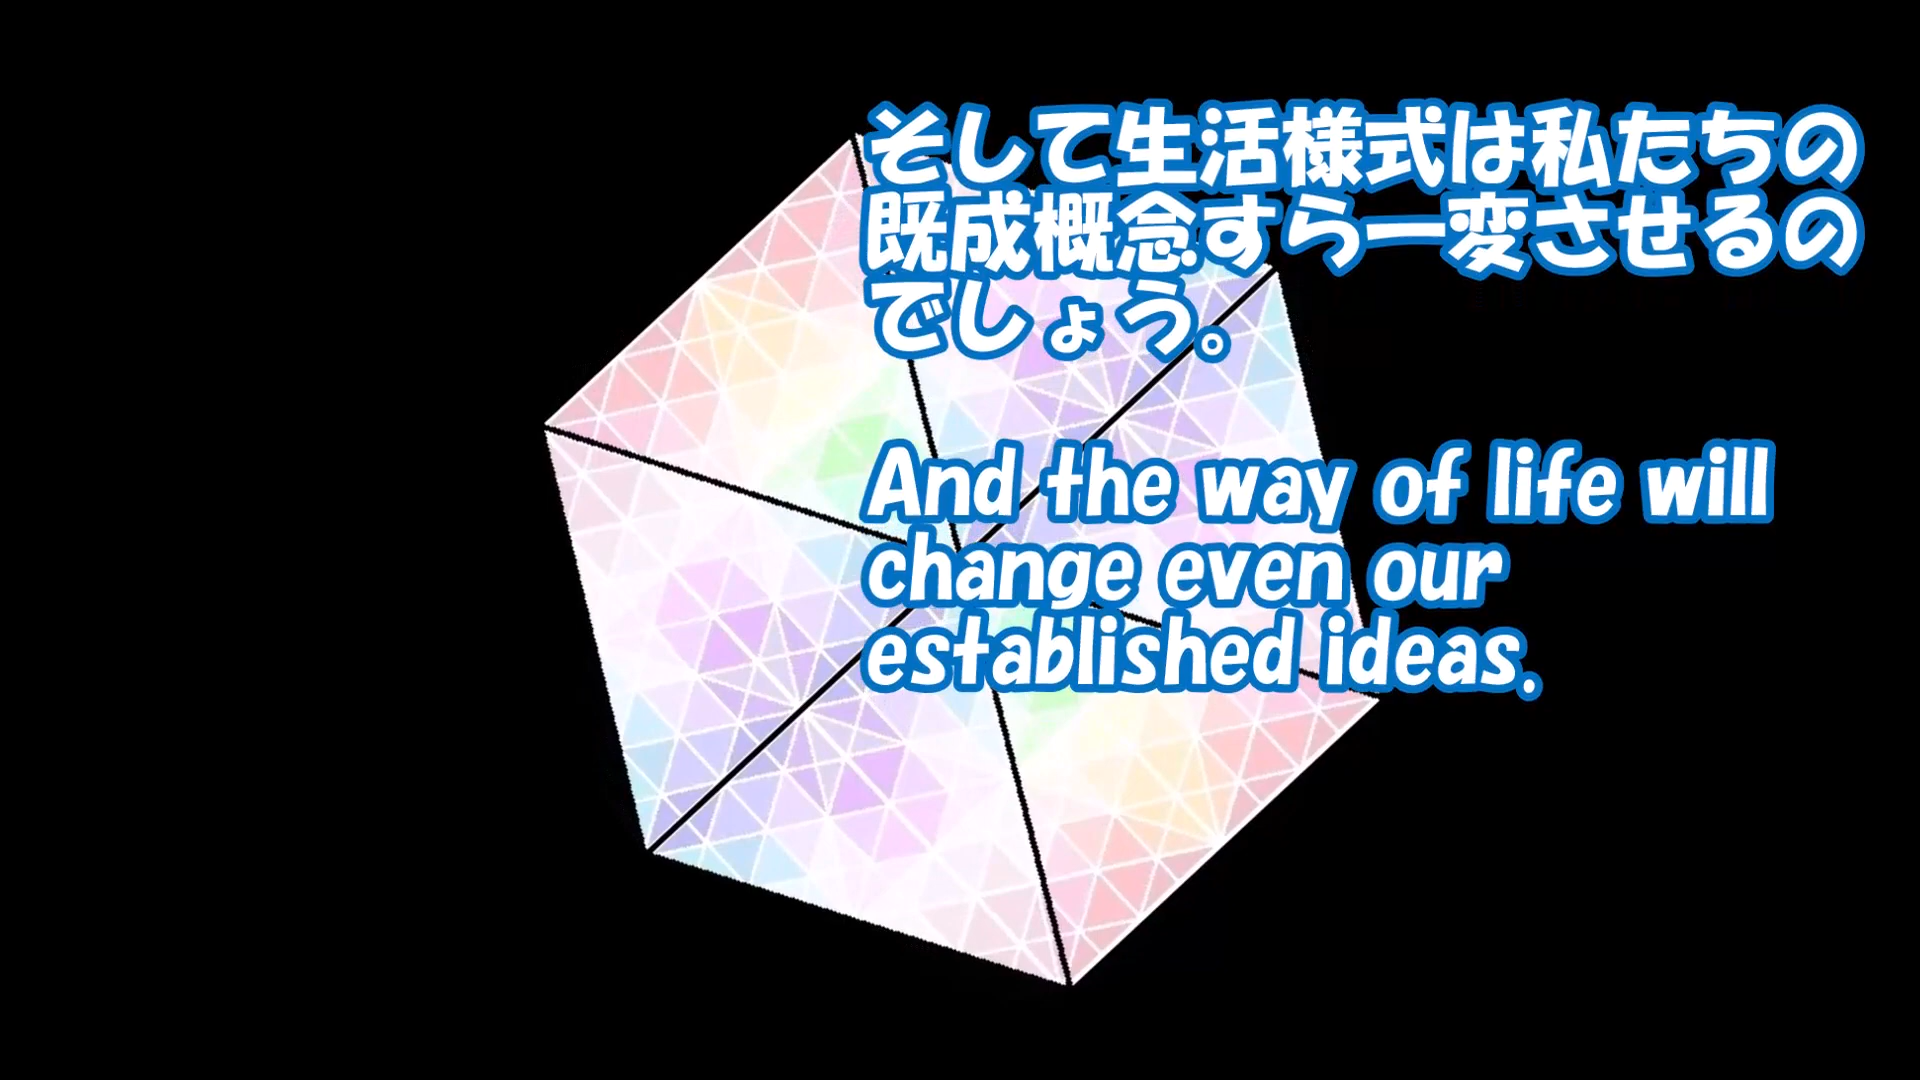 そして生活様式は私たちの
既成概念すら一変させるの
でしょう。
And the way of life will
change even our
established ideas.